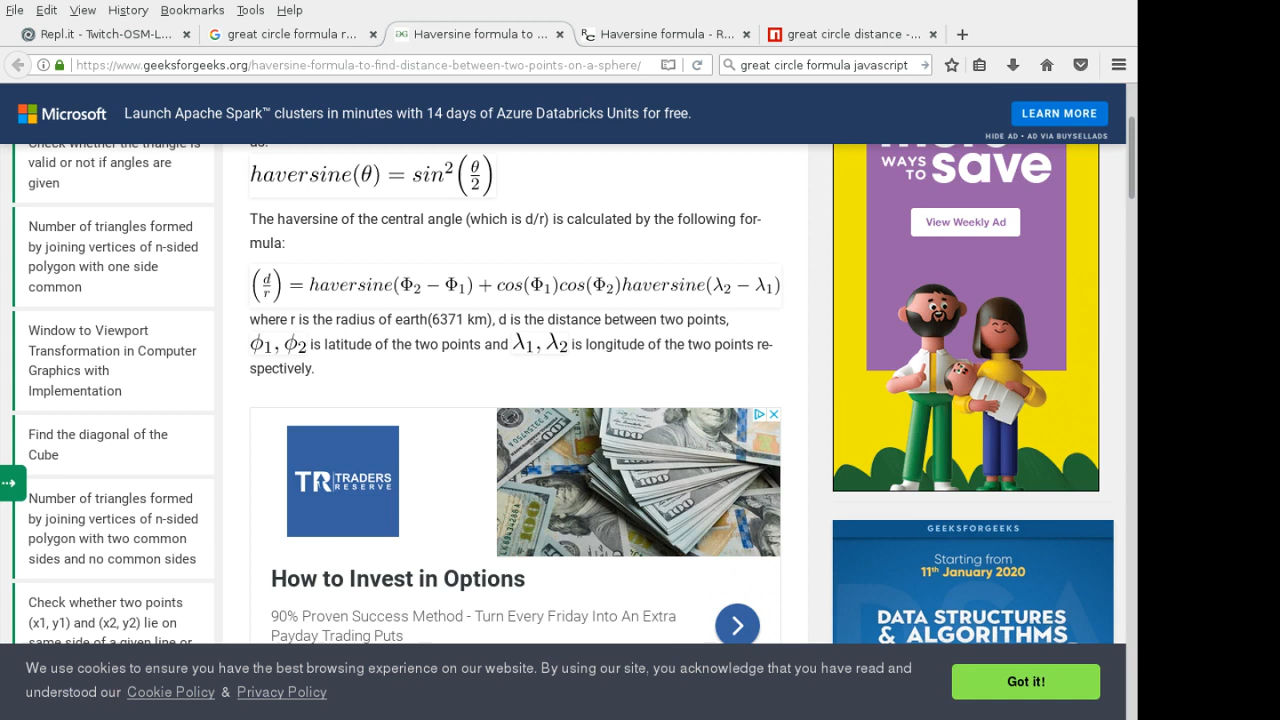 File Edit View History Bookmarks Tools Help
Repl.it - Twitch-OSM-L... × great circle formula r... × Haversine formula to ... × Haversine formula - R... × great circle distance -... × +
https://www.geeksforgeeks.org/haversine-formula-to-find-distance-between-two-points-on-a-sphere/ great circle formula javascript
Microsoft Launch Apache Spark™ clusters in minutes with 14 days of Azure Databricks Units for free. LEARN MORE
HIDE AD • AD VIA BUYSELLADS
Check whether the triangle is
valid or not if angles are
given
Number of triangles formed
by joining vertices of n-sided
polygon with one side
common
Window to Viewport
Transformation in Computer
Graphics with
Implementation
Find the diagonal of the
Cube
Number of triangles formed
by joining vertices of n-sided
polygon with two common
sides and no common sides
Check whether two points
(x1, y1) and (x2, y2) lie on
same side of a given line or
as:
haversine(θ) = sin²(θ/2)
The haversine of the central angle (which is d/r) is calculated by the following for-
mula:
(d/r) = haversine(Φ₂ − Φ₁) + cos(Φ₁)cos(Φ₂)haversine(λ₂ − λ₁)
where r is the radius of earth(6371 km), d is the distance between two points,
ϕ₁, ϕ₂ is latitude of the two points and λ₁, λ₂ is longitude of the two points re-
spectively.
TR TRADERS
RESERVE
How to Invest in Options
90% Proven Success Method - Turn Every Friday Into An Extra
Payday Trading Puts
more
WAYS
TO save
View Weekly Ad
GEEKSFORGEEKS
Starting from
11th January 2020
DATA STRUCTURES
& ALGORITHMS
We use cookies to ensure you have the best browsing experience on our website. By using our site, you acknowledge that you have read and
understood our Cookie Policy & Privacy Policy
Got it!